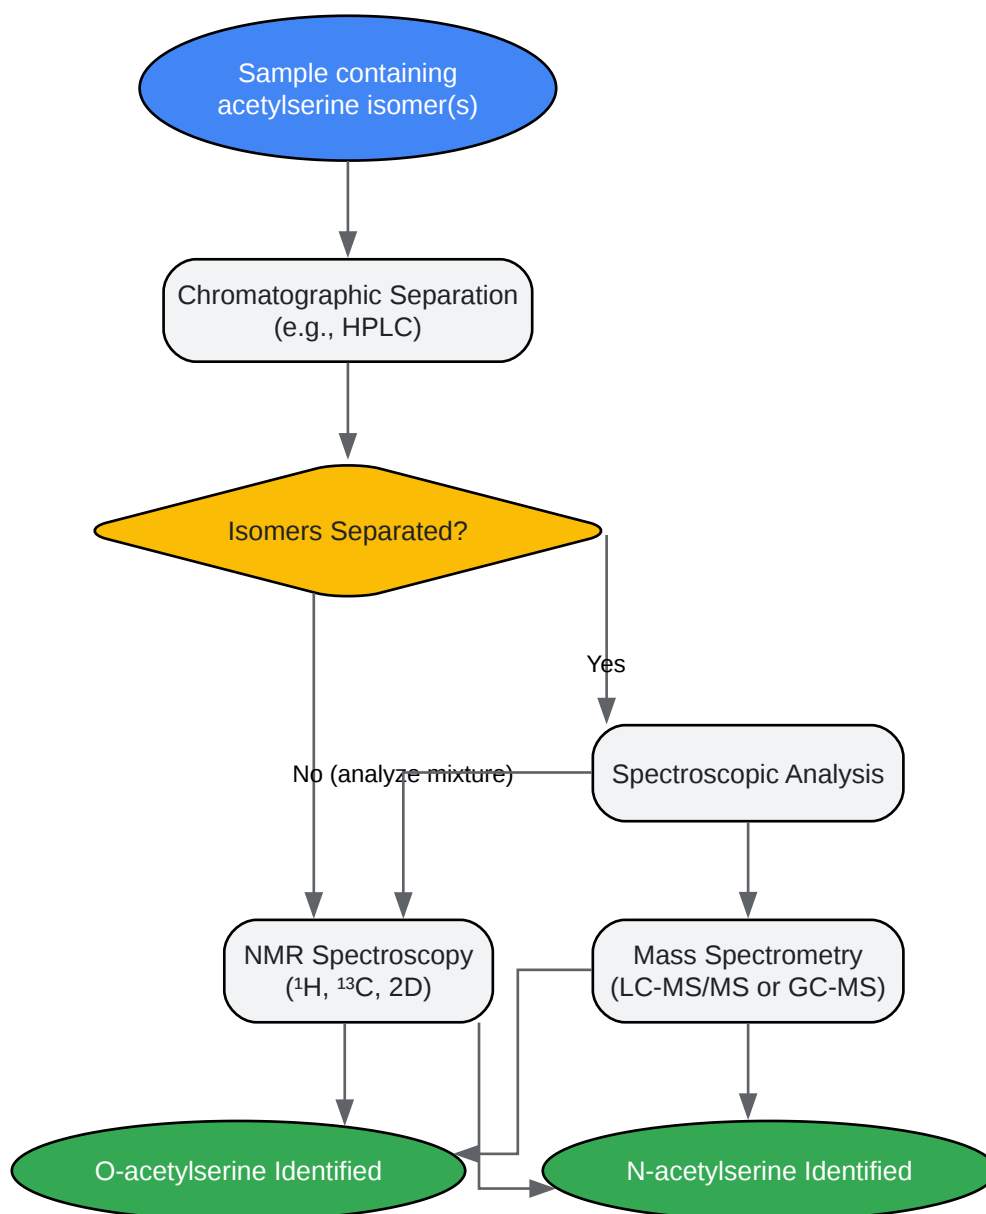 Sample containing
acetylserine isomer(s)
Chromatographic Separation
(e.g., HPLC)
Isomers Separated?
Yes
No (analyze mixture)
Spectroscopic Analysis
NMR Spectroscopy
(¹H, ¹³C, 2D)
Mass Spectrometry
(LC-MS/MS or GC-MS)
O-acetylserine Identified
N-acetylserine Identified